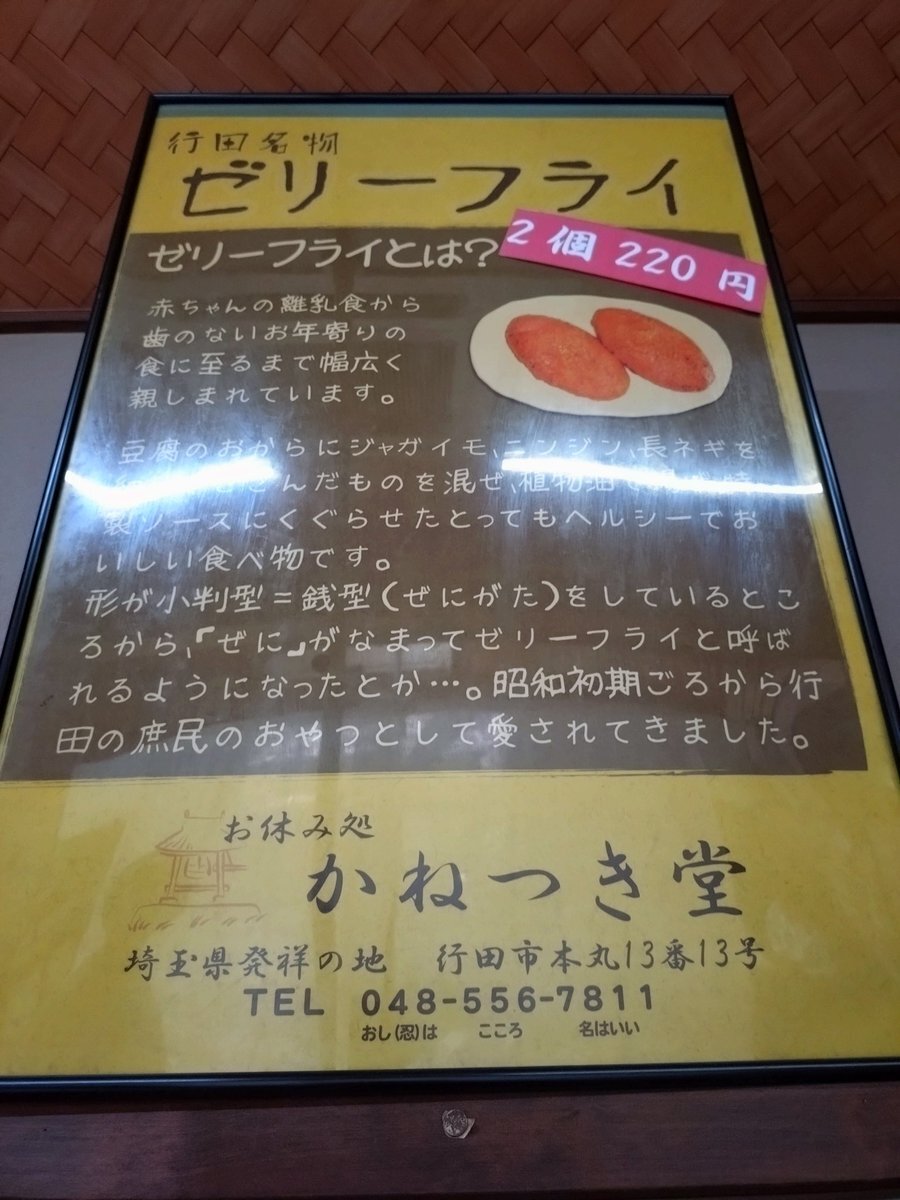 行田名物
ゼリーフライ
2個 220円
ゼリーフライとは?
赤ちゃんの離乳食から
歯のないお年寄りの
食に至るまで幅広く
親しまれています。
豆腐のおからにジャガイモ、ニンジン、長ネギを
んだものを混ぜ、植物油で
製ソースにくぐらせたとってもヘルシーでお
いしい食べ物です。
形が小判型=銭型(ぜにがた)をしているとこ
ろから、「ぜに」がなまってゼリーフライと呼ば
れるようになったとか…。昭和初期ごろから行
田の庶民のおやつとして愛されてきました。
お休み処
かねつき堂
埼玉県発祥の地 行田市本丸13番13号
TEL 048-556-7811
おし(忍)は こころ 名はいい